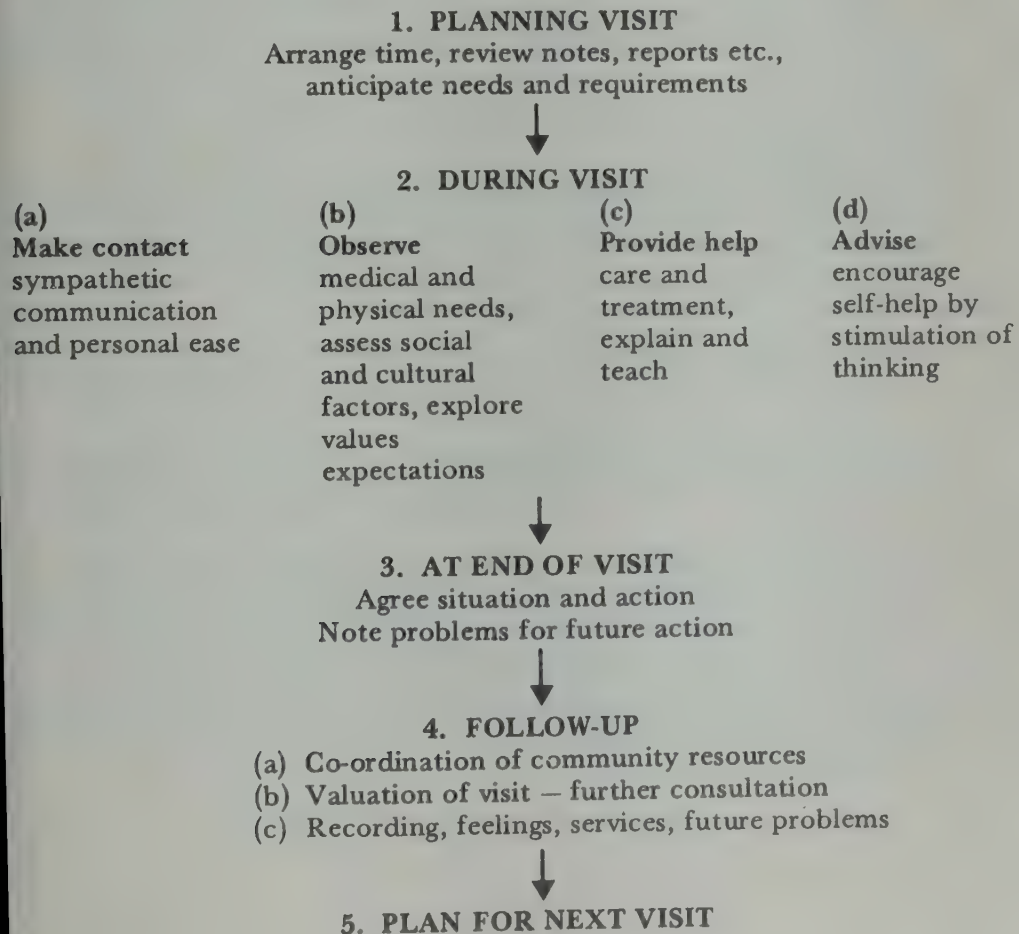 1. PLANNING VISIT
Arrange time, review notes, reports etc.,
anticipate needs and requirements
2. DURING VISIT
(a)
Make contact
sympathetic
communication
and personal ease
(b)
Observe
medical and
physical needs,
assess social
and cultural
factors, explore
values
expectations
(c)
Provide help
care and
treatment,
explain and
teach
(d)
Advise
encourage
self-help by
stimulation of
thinking
3. AT END OF VISIT
Agree situation and action
Note problems for future action
4. FOLLOW-UP
(a) Co-ordination of community resources
(b) Valuation of visit — further consultation
(c) Recording, feelings, services, future problems
5. PLAN FOR NEXT VISIT